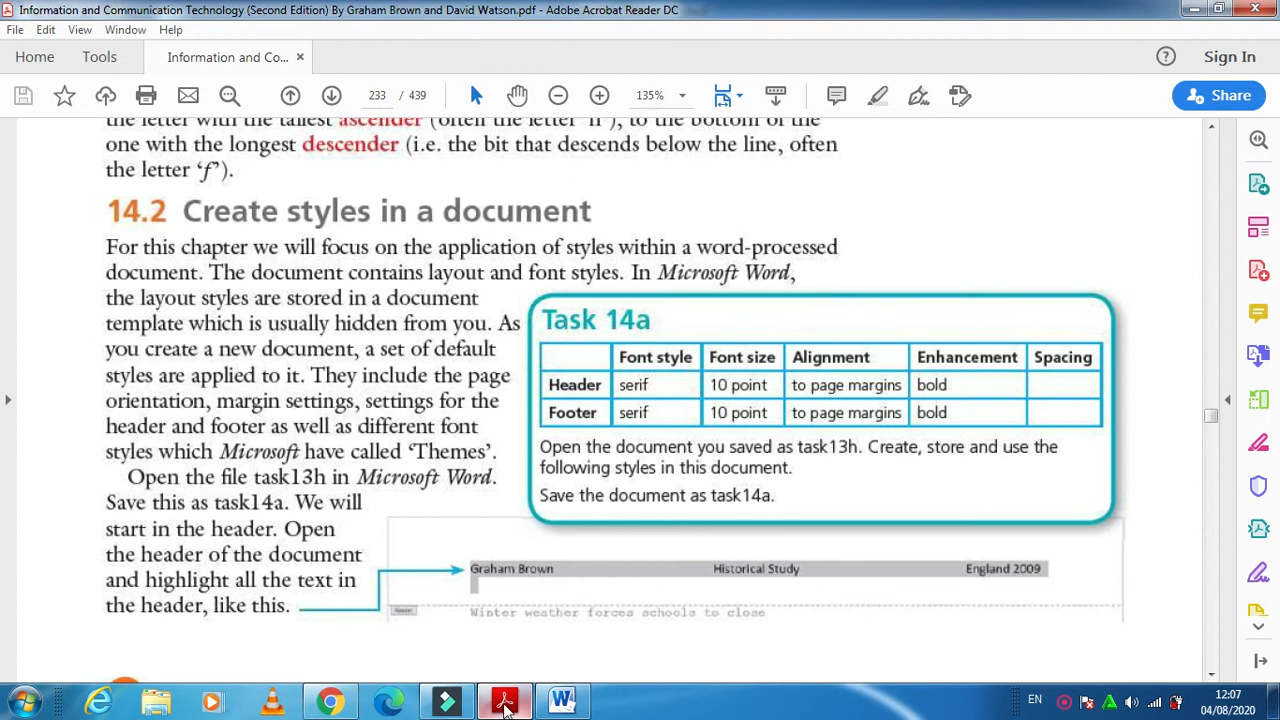 Information and Communication Technology (Second Edition) By Graham Brown and David Watson.pdf - Adobe Acrobat Reader DC
File Edit View Window Help
Home Tools Information and Co... × Sign In
233 / 439 135% Share
the letter with the tallest ascender (often the letter 'h'), to the bottom of the
one with the longest descender (i.e. the bit that descends below the line, often
the letter 'f').
14.2 Create styles in a document
For this chapter we will focus on the application of styles within a word-processed
document. The document contains layout and font styles. In Microsoft Word,
the layout styles are stored in a document
template which is usually hidden from you. As
you create a new document, a set of default
styles are applied to it. They include the page
orientation, margin settings, settings for the
header and footer as well as different font
styles which Microsoft have called 'Themes'.
Open the file task13h in Microsoft Word.
Save this as task14a. We will
start in the header. Open
the header of the document
and highlight all the text in
the header, like this.
Task 14a
Font style Font size Alignment Enhancement Spacing
Header serif 10 point to page margins bold
Footer serif 10 point to page margins bold
Open the document you saved as task13h. Create, store and use the
following styles in this document.
Save the document as task14a.
Graham Brown Historical Study England 2009
Header
Winter weather forces schools to close
EN 12:07
04/08/2020